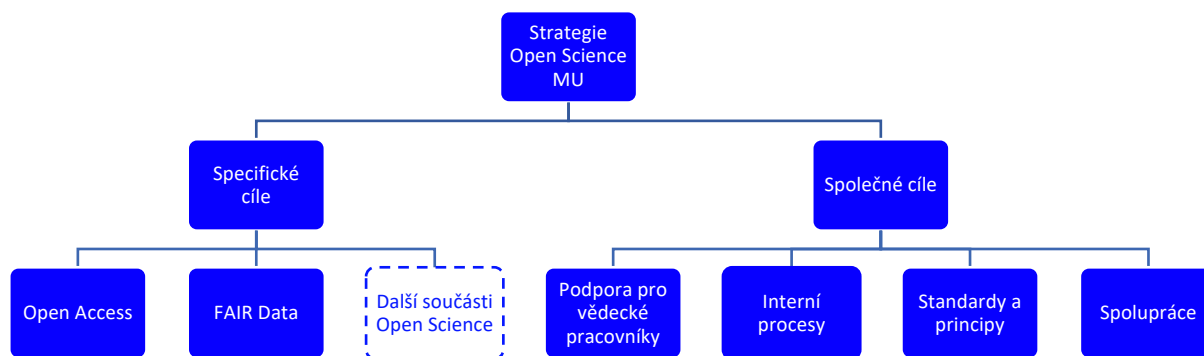 Strategie
Open Science
MU
Specifické
cíle
Společné cíle
Open Access
FAIR Data
Další součásti
Open Science
Podpora pro
vědecké
pracovníky
Interní
procesy
Standardy a
principy
Spolupráce